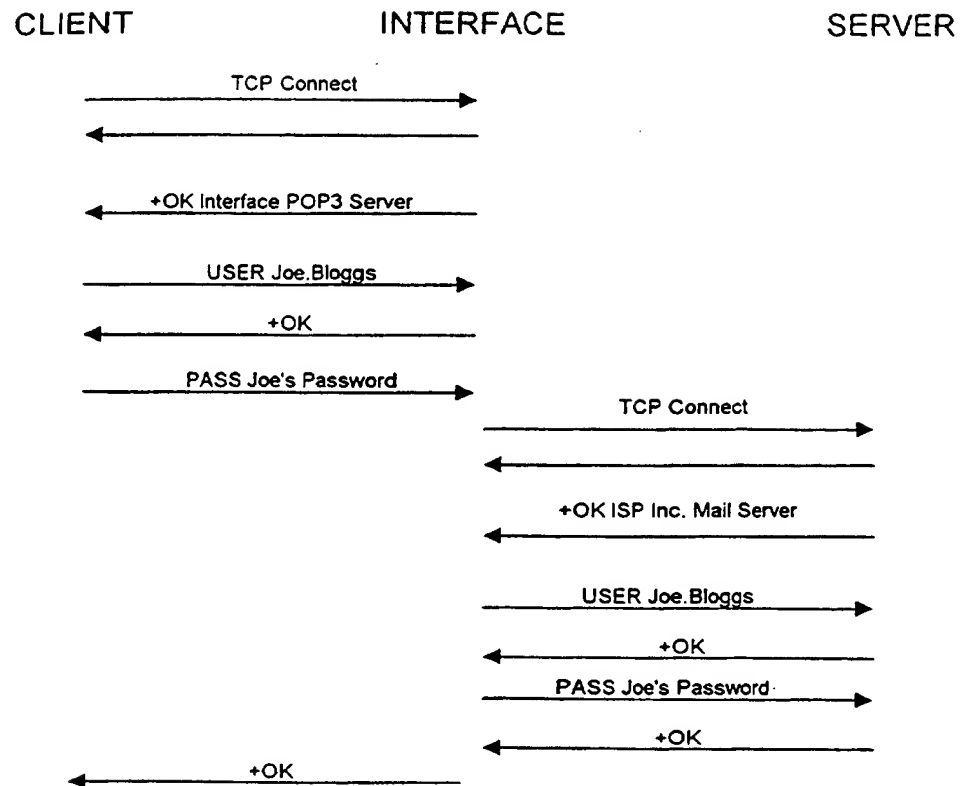 CLIENT INTERFACE SERVER
TCP Connect
+OK Interface POP3 Server
USER Joe.Bloggs
+OK
PASS Joe's Password
TCP Connect
+OK ISP Inc. Mail Server
USER Joe.Bloggs
+OK
PASS Joe's Password
+OK
+OK